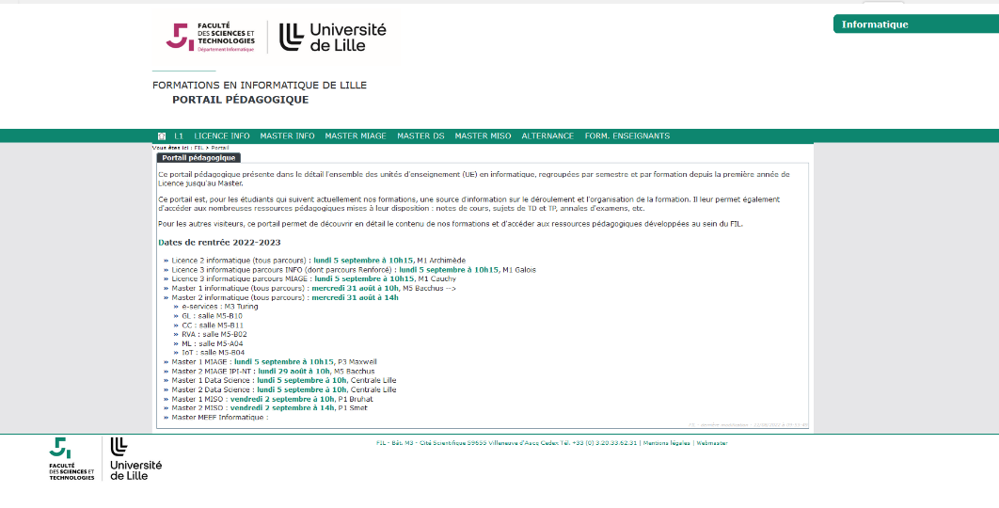 FACULTÉ
DES SCIENCES ET
TECHNOLOGIES
Département Informatique
Université
de Lille
Informatique
FORMATIONS EN INFORMATIQUE DE LILLE
PORTAIL PÉDAGOGIQUE
L1 LICENCE INFO MASTER INFO MASTER MIAGE MASTER DS MASTER MISO ALTERNANCE FORM. ENSEIGNANTS
Vous êtes ici : FIL > Portail
Portail pédagogique
Ce portail pédagogique présente dans le détail l'ensemble des unités d'enseignement (UE) en informatique, regroupées par semestre et par formation depuis la première année de
Licence jusqu'au Master.
Ce portail est, pour les étudiants qui suivent actuellement nos formations, une source d'information sur le déroulement et l'organisation de la formation. Il leur permet également
d'accéder aux nombreuses ressources pédagogiques mises à leur disposition : notes de cours, sujets de TD et TP, annales d'examens, etc.
Pour les autres visiteurs, ce portail permet de découvrir en détail le contenu de nos formations et d'accéder aux ressources pédagogiques développées au sein du FIL.
Dates de rentrée 2022-2023
» Licence 2 informatique (tous parcours) : lundi 5 septembre à 10h15, M1 Archimède
» Licence 3 informatique parcours INFO (dont parcours Renforcé) : lundi 5 septembre à 10h15, M1 Galois
» Licence 3 informatique parcours MIAGE : lundi 5 septembre à 10h15, M1 Cauchy
» Master 1 informatique (tous parcours) : mercredi 31 août à 10h, M5 Bacchus -->
» Master 2 informatique (tous parcours) : mercredi 31 août à 14h
» e-services : M3 Turing
» GL : salle M5-B10
» CC : salle M5-B11
» RVA : salle M5-B02
» ML : salle M5-A04
» IoT : salle M5-B04
» Master 1 MIAGE : lundi 5 septembre à 10h15, P3 Maxwell
» Master 2 MIAGE IPI-NT : lundi 29 août à 10h, M5 Bacchus
» Master 1 Data Science : lundi 5 septembre à 10h, Centrale Lille
» Master 2 Data Science : lundi 5 septembre à 10h, Centrale Lille
» Master 1 MISO : vendredi 2 septembre à 10h, P1 Bruhat
» Master 2 MISO : vendredi 2 septembre à 14h, P1 Smet
» Master MEEF Informatique :
FACULTÉ
DES SCIENCES ET
TECHNOLOGIES
Université
de Lille
FIL - Bât. M3 - Cité Scientifique 59655 Villeneuve d'Ascq Cedex Tél. +33 (0) 3.20.33.62.31 | Mentions légales | Webmaster